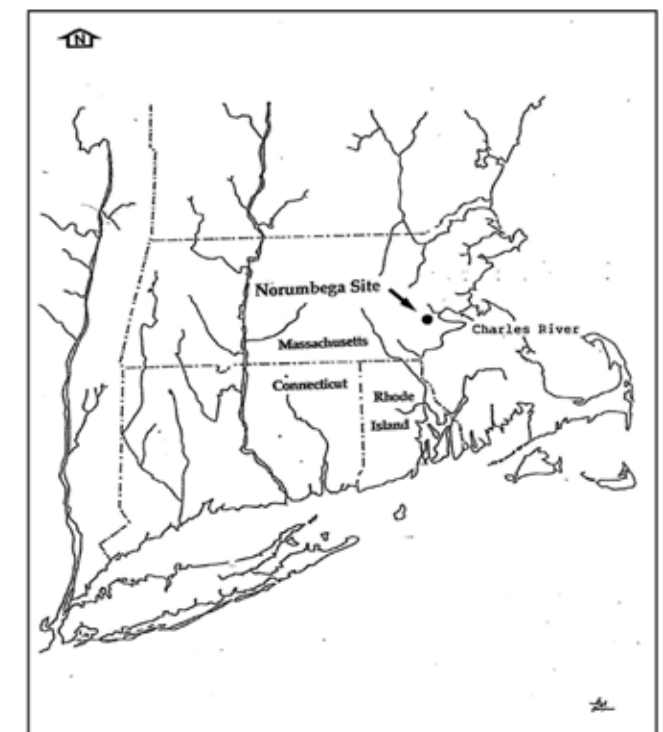 N
Norumbega Site
Charles River
Massachusetts
Connecticut
Rhode
Island